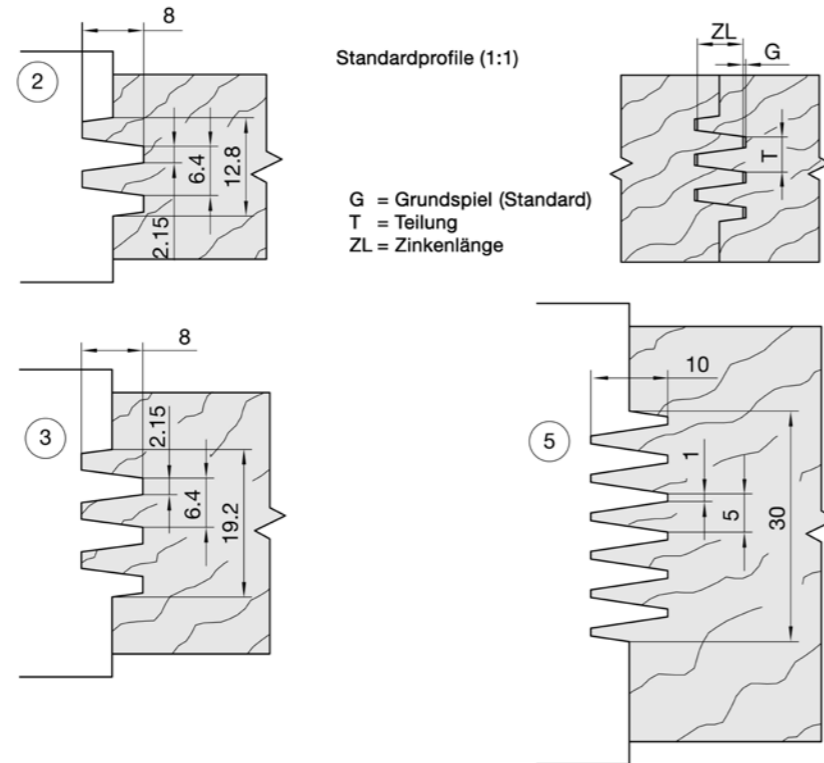 8
2
12.8
6.4
2.15
Standardprofile (1:1)
G = Grundspiel (Standard)
T = Teilung
ZL = Zinkenlänge
ZL
G
T
8
3
2.15
6.4
19.2
10
5
1
5
30